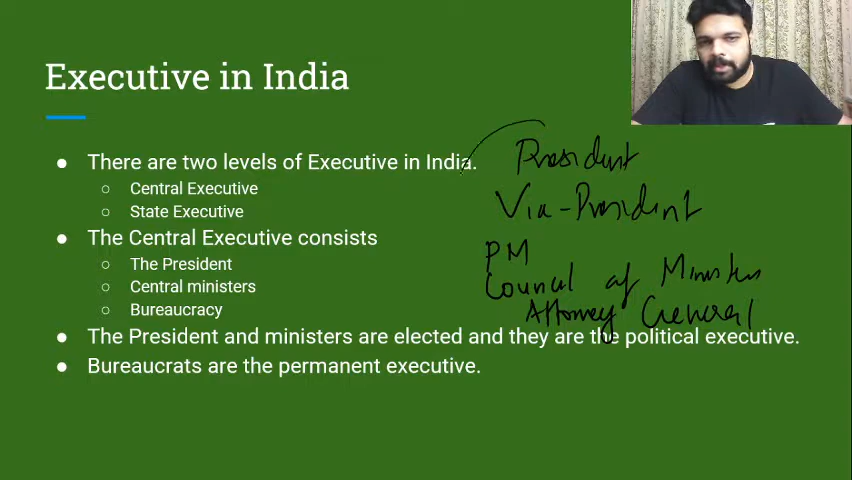 Executive in India
● There are two levels of Executive in India.
○ Central Executive
○ State Executive
● The Central Executive consists
○ The President
○ Central ministers
○ Bureaucracy
● The President and ministers are elected and they are the political executive.
● Bureaucrats are the permanent executive.
President
Vice-President
PM
Council of Ministers
Attorney General